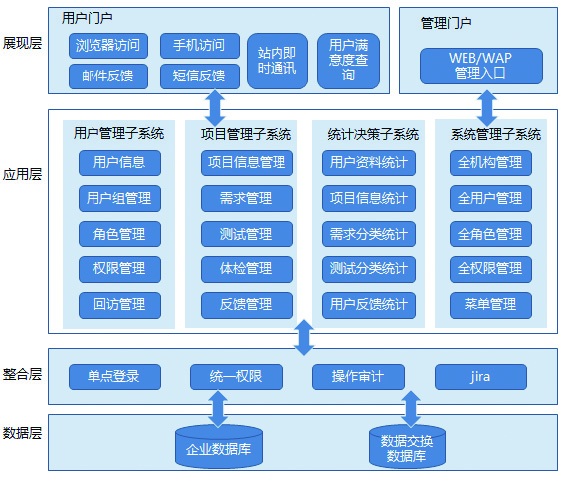 展现层
用户门户
浏览器访问
手机访问
站内即
时通讯
用户满
意度查
询
邮件反馈
短信反馈
管理门户
WEB/WAP
管理入口
应用层
用户管理子系统
用户信息
用户组管理
角色管理
权限管理
回访管理
项目管理子系统
项目信息管理
需求管理
测试管理
体检管理
反馈管理
统计决策子系统
用户资料统计
项目信息统计
需求分类统计
测试分类统计
用户反馈统计
系统管理子系统
全机构管理
全用户管理
全角色管理
全权限管理
菜单管理
整合层
单点登录
统一权限
操作审计
jira
数据层
企业数据库
数据交换
数据库